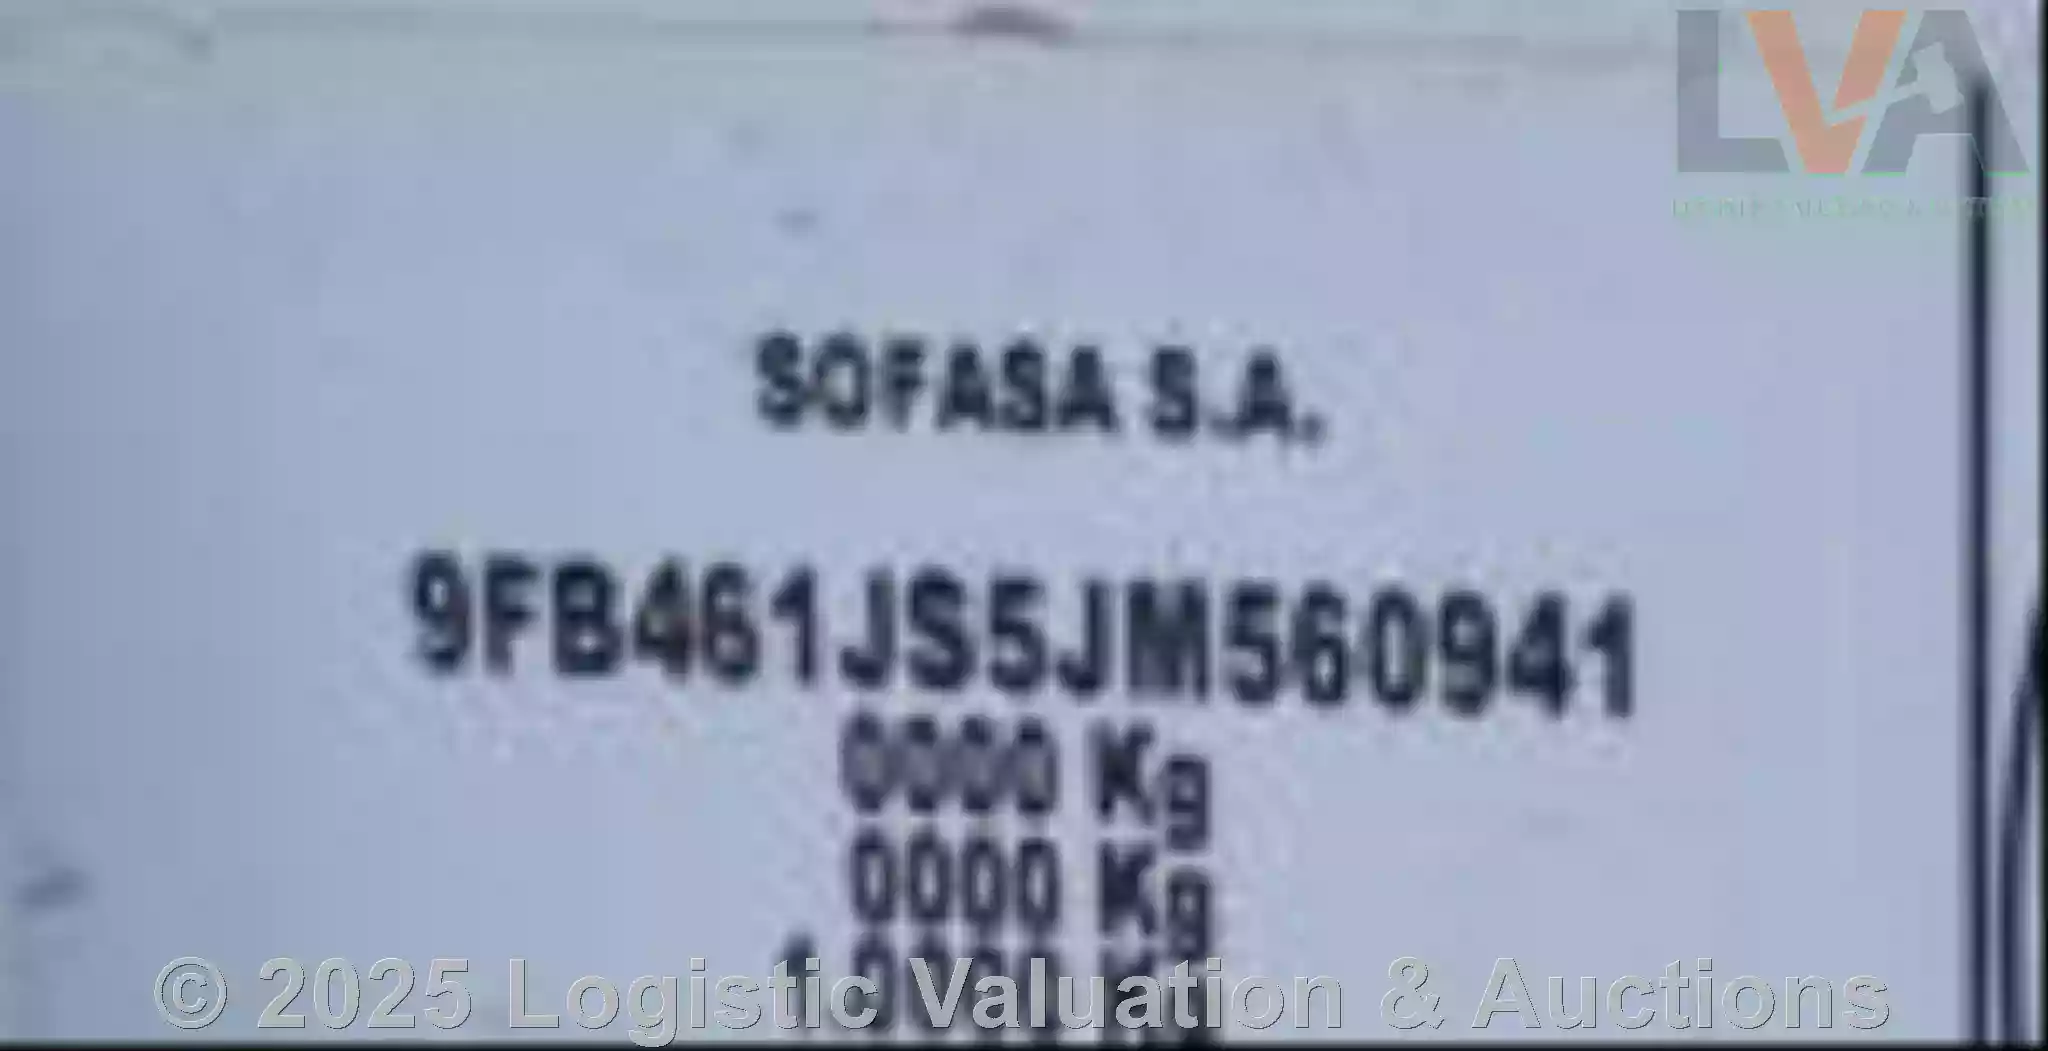 LVA
SOFASA S.A.
9FB461JS5JM560941
0000 Kg
0000 Kg
© 2025 Logistic Valuation & Auctions